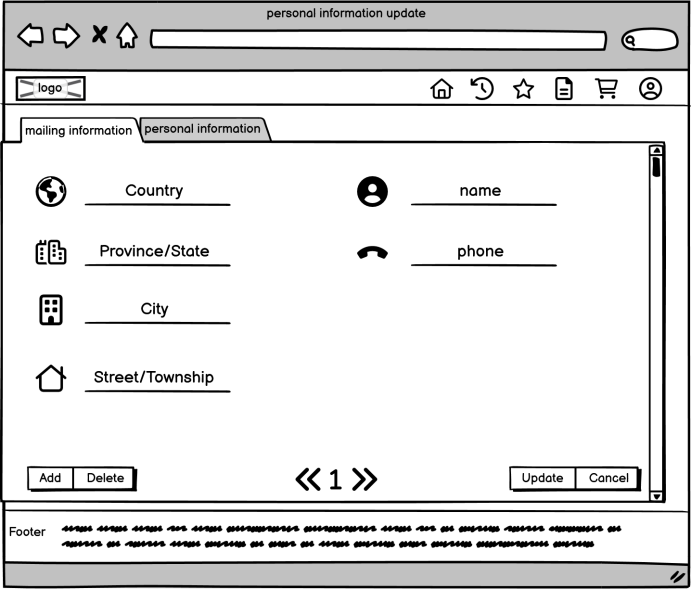 personal information update
logo
mailing information personal information
Country name
Province/State phone
City
Street/Township
Add Delete 1 Update Cancel
Footer